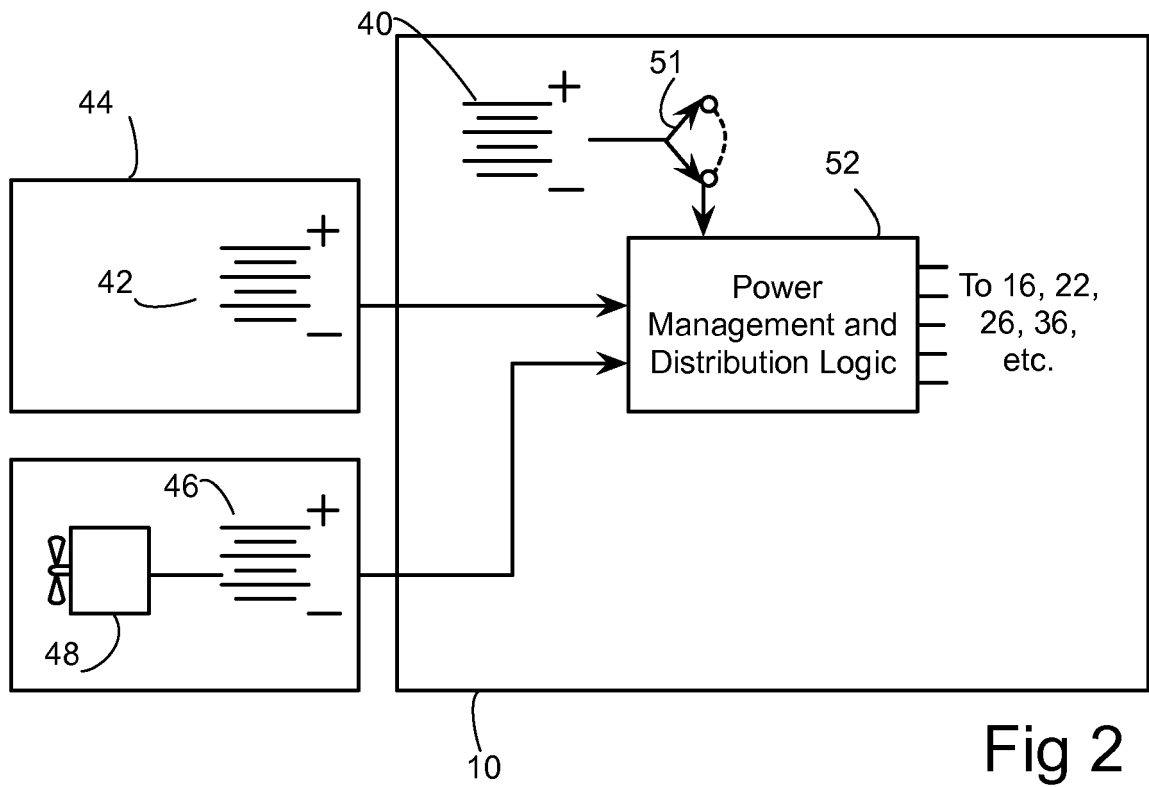 40
51
+
−
44
52
+
−
42
Power
Management and
Distribution Logic
To 16, 22,
26, 36,
etc.
46
+
−
48
10
Fig 2